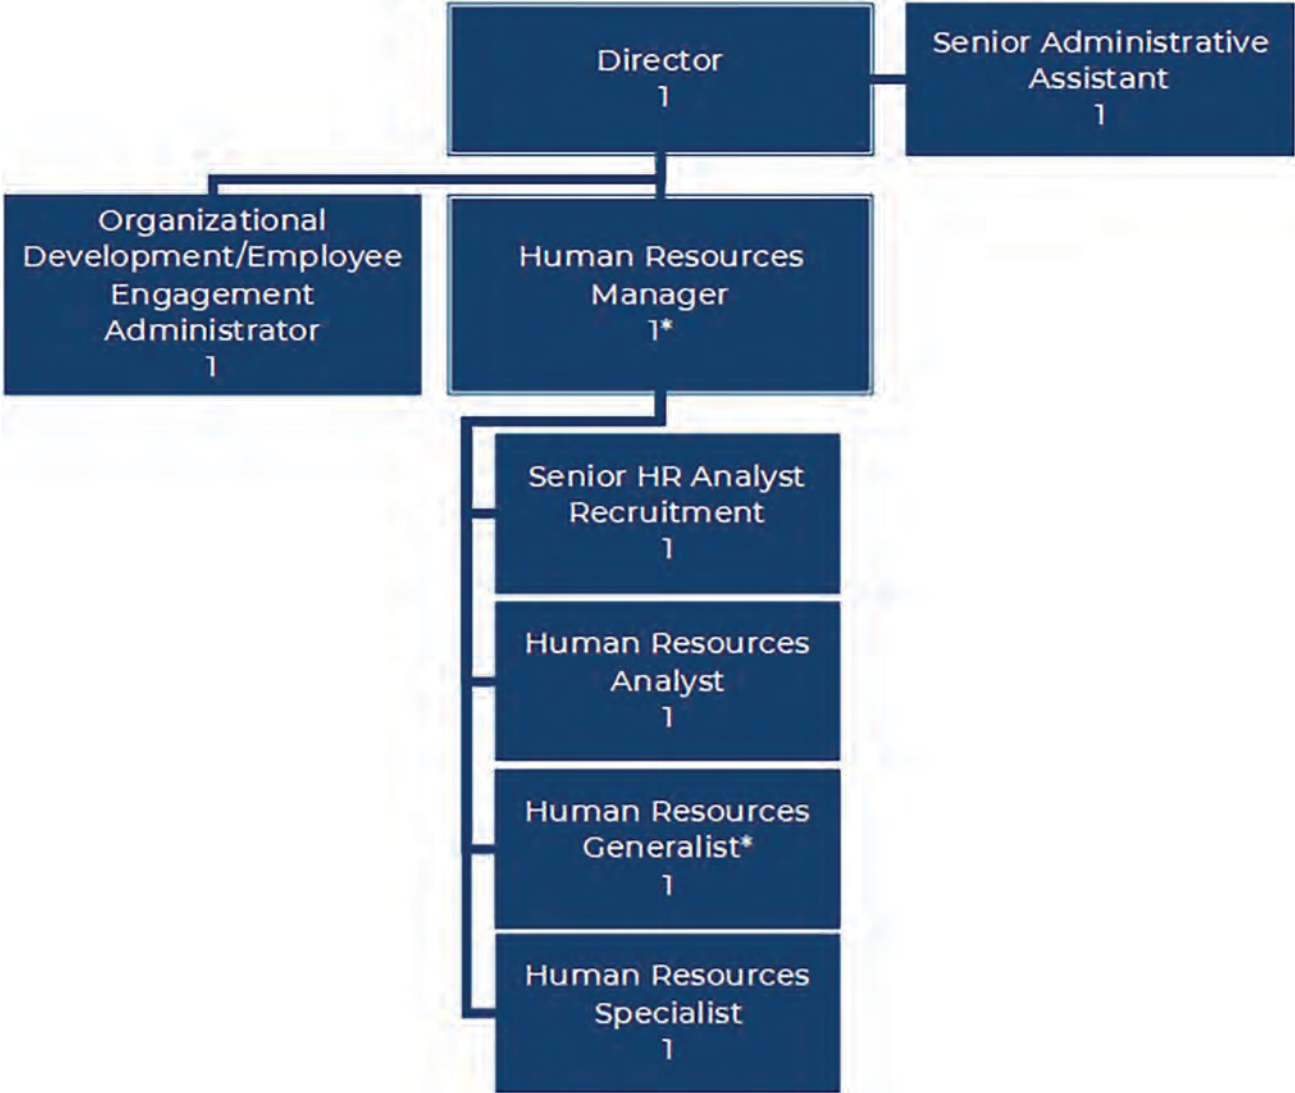 Director
1
Senior Administrative
Assistant
1
Organizational
Development/Employee
Engagement
Administrator
1
Human Resources
Manager
1*
Senior HR Analyst
Recruitment
1
Human Resources
Analyst
1
Human Resources
Generalist*
1
Human Resources
Specialist
1